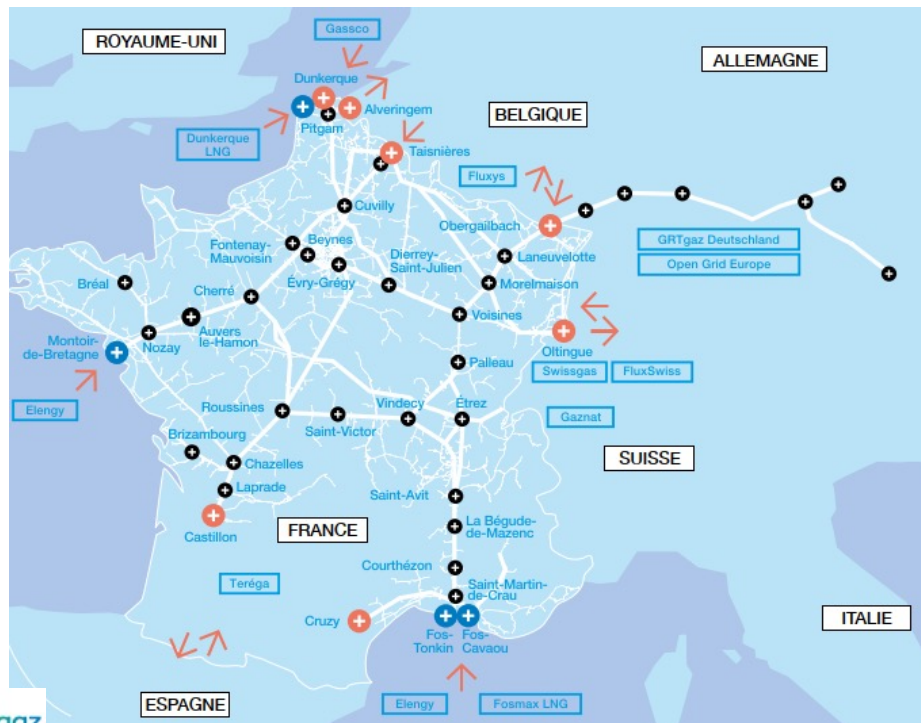 ROYAUME-UNI
Gassco
ALLEMAGNE
Dunkerque
Alveringem
Pitgam
BELGIQUE
Dunkerque
LNG
Taisnières
Fluxys
Cuvilly
Obergailbach
GRTgaz Deutschland
Open Grid Europe
Fontenay-
Mauvoisin
Beynes
Dierrey-
Saint-Julien
Laneuvelotte
Évry-Grégy
Morelmaison
Bréal
Cherré
Voisines
Auvers
le-Hamon
Nozay
Montoir-
de-Bretagne
Oltingue
Palleau
Swissgas
FluxSwiss
Elengy
Roussines
Vindecy
Étrez
Gaznat
Saint-Victor
Brizambourg
SUISSE
Chazelles
Laprade
Saint-Avit
Castillon
FRANCE
La Bégude-
de-Mazenc
Courthézon
Teréga
Saint-Martin-
de-Crau
Cruzy
Fos-
Tonkin
Fos-
Cavaou
ITALIE
ESPAGNE
Elengy
Fosmax LNG